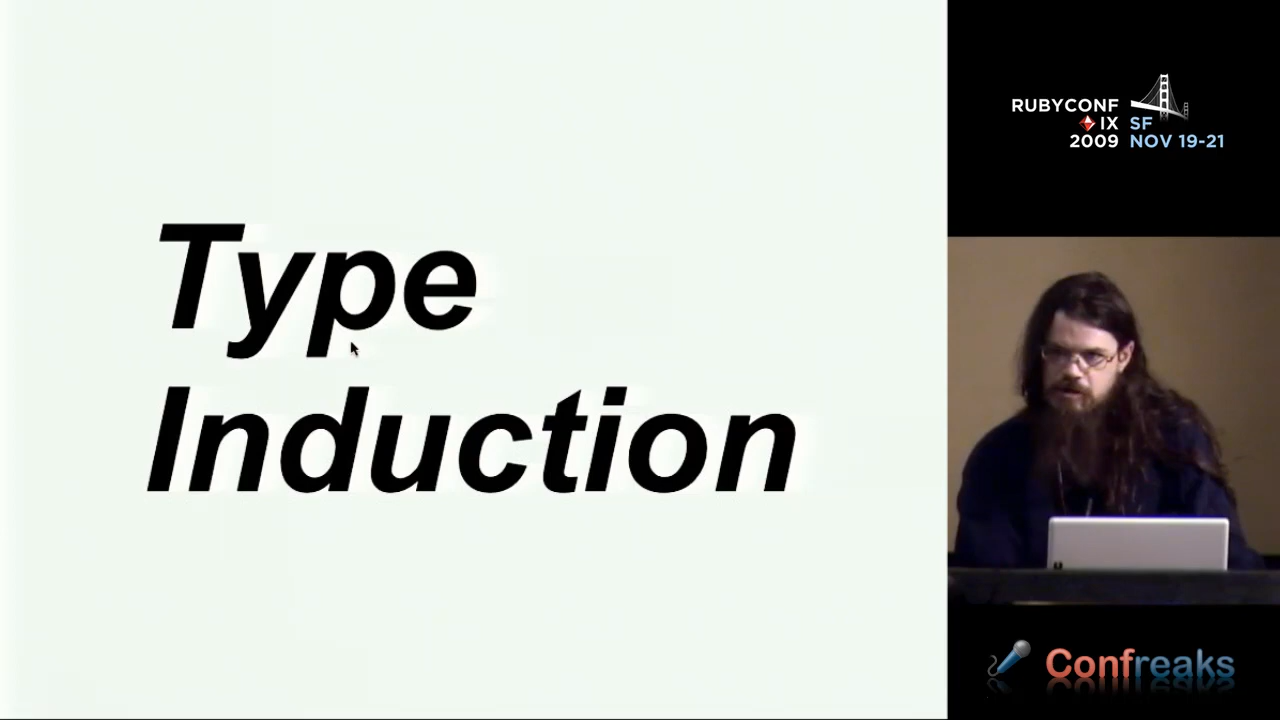 Type
Induction
RUBYCONF
IX SF
2009 NOV 19-21
Confreaks